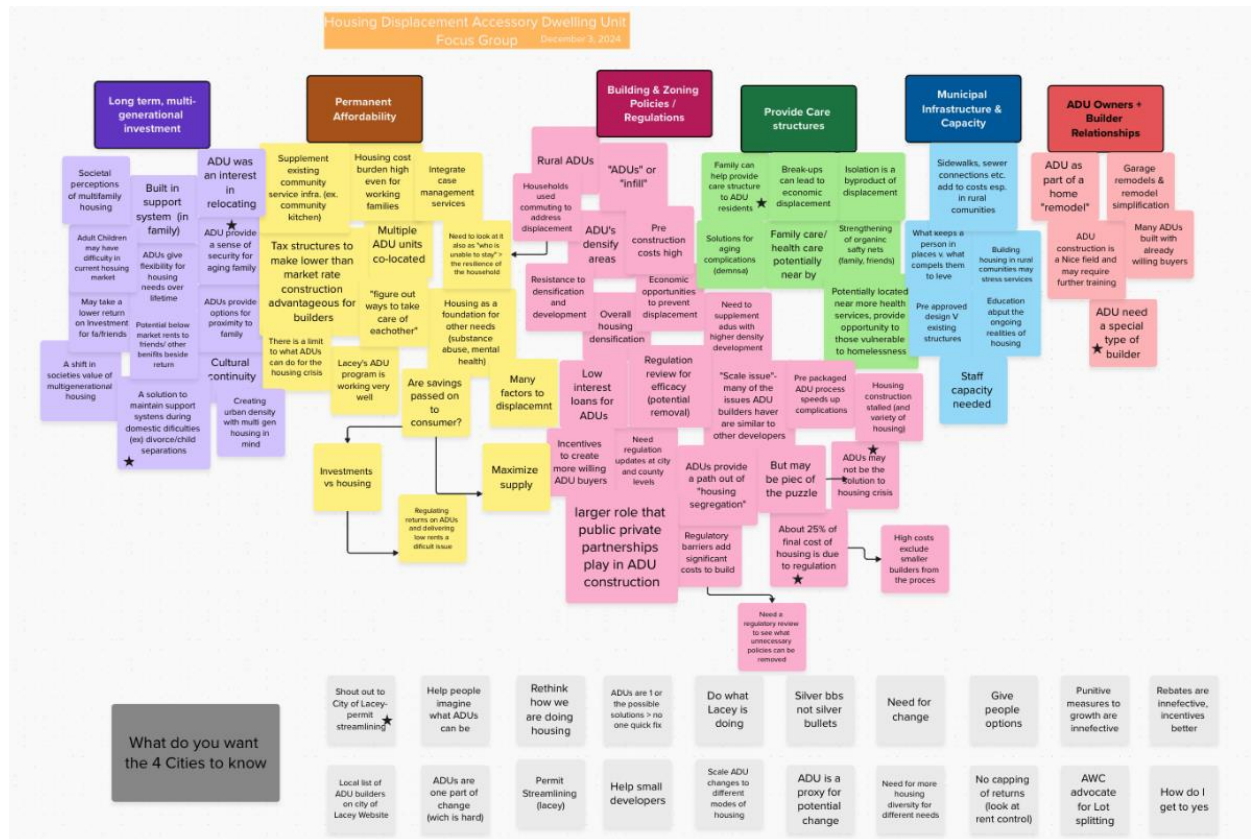 Housing Displacement Accessory Dwelling Unit
Focus Group December 3, 2024
Long term, multi-
generational
investment
Permanent
Affordability
Building & Zoning
Policies /
Regulations
Provide Care
structures
Municipal
Infrastructure &
Capacity
ADU Owners +
Builder
Relationships
Societal
perceptions of
multifamily
housing
Built in
support
system (in
family)
ADU was
an interest
in
relocating
Adult Children
may have
difficulty in
current housing
market
ADUs give
flexibility for
housing
needs over
lifetime
ADU provide
a sense of
security for
aging family
May take a
lower return
on Investment
for fa/friends
Potential below
market rents to
friends/ other
benifits beside
return
ADUs provide
options for
proximity to
family
A shift in
societies value of
multigenerational
housing
A solution to
maintain support
systems during
domestic dificulties
(ex) divorce/child
separations
Cultural
continuity
Creating
urban density
with multi gen
housing in
mind
Supplement
existing
community
service infra. (ex.
community
kitchen)
Housing cost
burden high
even for
working
families
Integrate
case
management
services
Tax structures to
make lower than
market rate
construction
advantageous for
builders
Multiple
ADU units
co-located
Need to look at it
also as "who is
unable to stay" >
the resilience of the
household
"figure out
ways to take
care of
eachother"
Housing as a
foundation for
other needs
(substance
abuse, mental
health)
There is a limit
to what ADUs
can do for the
housing crisis
Lacey's ADU
program is
working very
well
Are savings
passed on
to
consumer?
Many
factors to
displacemnt
Investments
vs housing
Maximize
supply
Regulating
returns on ADUs
and delivering
low rents a
dificult issue
Rural ADUs
"ADUs" or
"infill"
Households
used
commuting to
address
displacement
ADU's
densify
areas
Pre
construction
costs high
Resistance to
densification
and
development
Overall
housing
densification
Economic
opportunities
to prevent
displacement
Need to
supplement
adus with
higher density
development
Low
interest
loans for
ADUs
Regulation
review for
efficacy
(potential
removal)
"Scale issue"-
many of the
issues ADU
builders haver
are similar to
other developers
Pre packaged
ADU process
speeds up
complications
Housing
construction
stalled (and
variety of
housing)
Incentives
to create
more willing
ADU buyers
Need
regulation
updates at city
and county
levels
ADUs provide
a path out of
"housing
segregation"
But may
be piec of
the puzzle
ADUs may
not be the
solution to
housing crisis
larger role that
public private
partnerships
play in ADU
construction
Regulatory
barriers add
significant
costs to build
About 25% of
final cost of
housing is due
to regulation
High costs
exclude
smaller
builders from
the proces
Need a
regulatory review
to see what
unnecessary
policies can be
removed
Family can
help provide
care structure
to ADU
residents
Break-ups
can lead to
economic
displacement
Isolation is a
byproduct of
displacement
Solutions for
aging
complications
(demnsa)
Family care/
health care
potentially
near by
Strengthening
of organinc
safty nets
(family, friends)
Potentially located
near more health
services, provide
opportunity to
those vulnerable
to homelessness
Sidewalks, sewer
connections etc.
add to costs esp.
in rural
comunities
What keeps a
person in
places v. what
compels them
to leve
Building
housing in rural
comunities may
stress services
Pre approved
design V
existing
structures
Education
abput the
ongoing
realities of
housing
Staff
capacity
needed
ADU as
part of a
home
"remodel"
Garage
remodels &
remodel
simplification
ADU
construction is
a Nice field and
may require
further training
Many ADUs
built with
already
willing buyers
ADU need
a special
type of
builder
What do you want
the 4 Cities to know
Shout out to
City of Lacey-
permit
streamlining
Help people
imagine
what ADUs
can be
Rethink
how we
are doing
housing
ADUs are 1 or
the possible
solutions > no
one quick fix
Do what
Lacey is
doing
Silver bbs
not silver
bullets
Need for
change
Give
people
options
Punitive
measures to
growth are
innefective
Rebates are
innefective,
incentives
better
Local list of
ADU builders
on city of
Lacey Website
ADUs are
one part of
change
(wich is hard)
Permit
Streamlining
(lacey)
Help small
developers
Scale ADU
changes to
different
modes of
housing
ADU is a
proxy for
potential
change
Need for more
housing
diversity for
different needs
No capping
of returns
(look at
rent control)
AWC
advocate
for Lot
splitting
How do I
get to yes